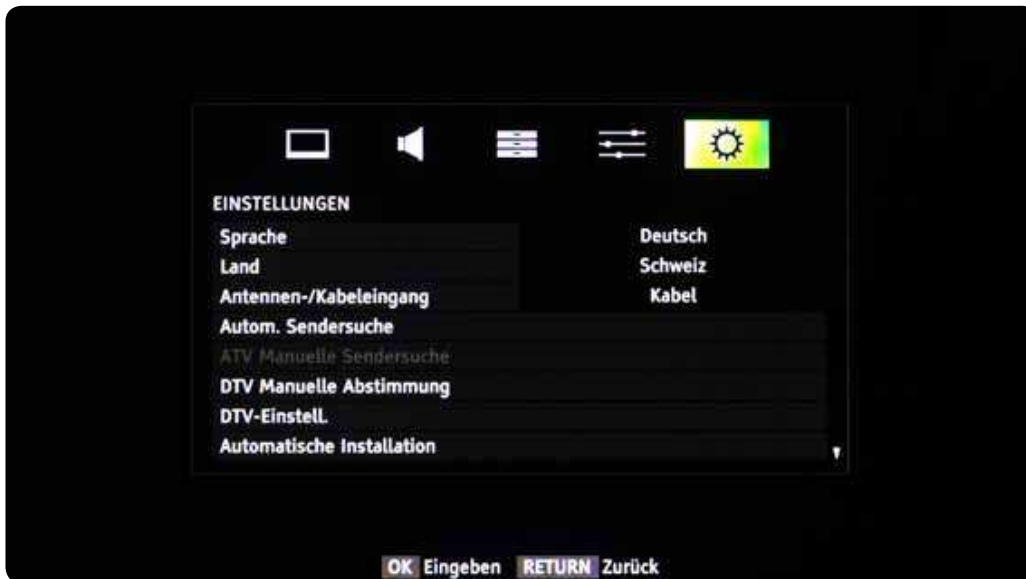 EINSTELLUNGEN
Sprache Deutsch
Land Schweiz
Antennen-/Kabeleingang Kabel
Autom. Sendersuche
ATV Manuelle Sendersuche
DTV Manuelle Abstimmung
DTV-Einstell.
Automatische Installation
OK Eingeben RETURN Zurück